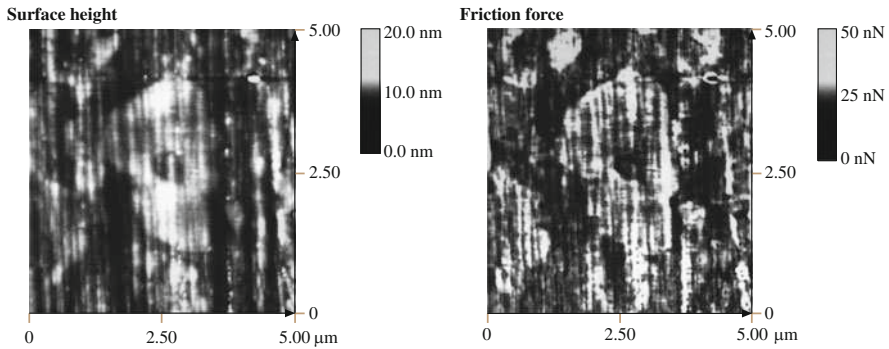 Surface height
5.00
20.0 nm
10.0 nm
0.0 nm
2.50
0
0
2.50
5.00 μm
Friction force
5.00
50 nN
25 nN
0 nN
2.50
0
0
2.50
5.00 μm